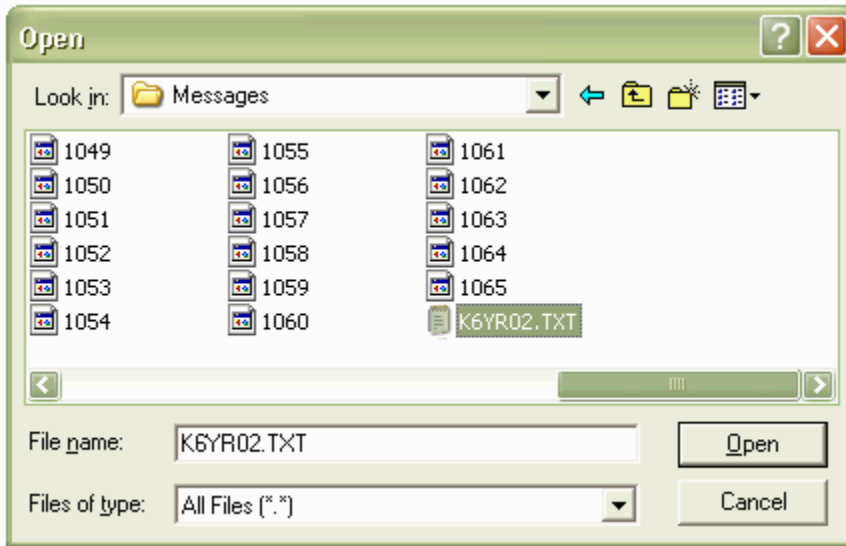 Open
Look in: Messages
1049 1055 1061
1050 1056 1062
1051 1057 1063
1052 1058 1064
1053 1059 1065
1054 1060 K6YR02.TXT
File name: K6YR02.TXT Open
Files of type: All Files (*.*) Cancel